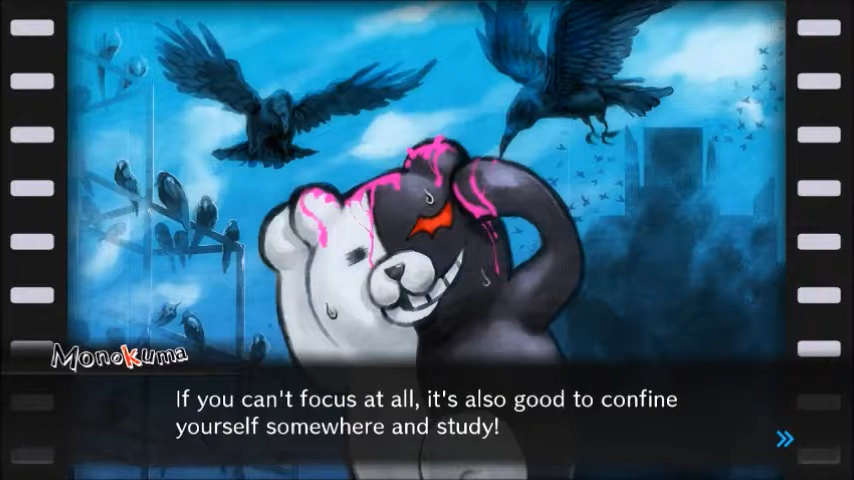 Monokuma
If you can't focus at all, it's also good to confine
yourself somewhere and study!